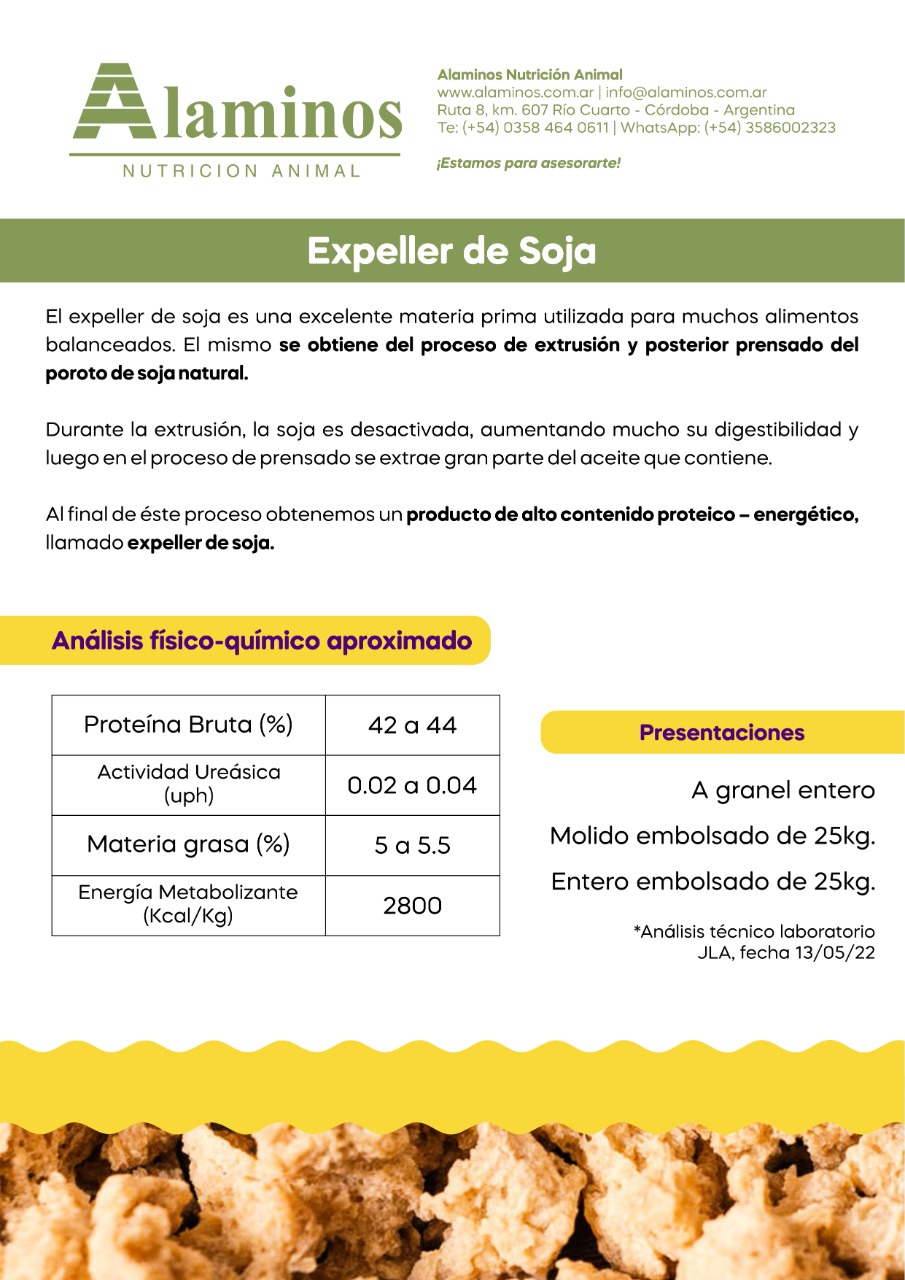 Alaminos
NUTRICION ANIMAL
Alaminos Nutrición Animal
www.alaminos.com.ar | info@alaminos.com.ar
Ruta 8, km. 607 Río Cuarto - Córdoba - Argentina
Te: (+54) 0358 464 0611 | WhatsApp: (+54) 3586002323
¡Estamos para asesorarte!
Expeller de Soja
El expeller de soja es una excelente materia prima utilizada para muchos alimentos
balanceados. El mismo se obtiene del proceso de extrusión y posterior prensado del
poroto de soja natural.
Durante la extrusión, la soja es desactivada, aumentando mucho su digestibilidad y
luego en el proceso de prensado se extrae gran parte del aceite que contiene.
Al final de éste proceso obtenemos un producto de alto contenido proteico – energético,
llamado expeller de soja.
Análisis físico-químico aproximado
Proteína Bruta (%) 42 a 44
Actividad Ureásica
(uph) 0.02 a 0.04
Materia grasa (%) 5 a 5.5
Energía Metabolizante
(Kcal/Kg) 2800
Presentaciones
A granel entero
Molido embolsado de 25kg.
Entero embolsado de 25kg.
*Análisis técnico laboratorio
JLA, fecha 13/05/22